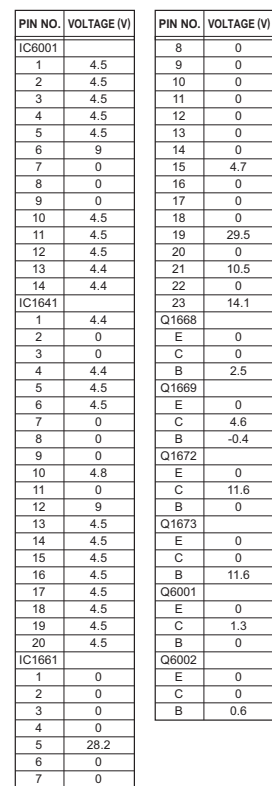 PIN NO. VOLTAGE (V)
IC6001
1 4.5
2 4.5
3 4.5
4 4.5
5 4.5
6 9
7 0
8 0
9 0
10 4.5
11 4.5
12 4.5
13 4.4
14 4.4
IC1641
1 4.4
2 0
3 0
4 4.4
5 4.5
6 4.5
7 0
8 0
9 0
10 4.8
11 0
12 9
13 4.5
14 4.5
15 4.5
16 4.5
17 4.5
18 4.5
19 4.5
20 4.5
IC1661
1 0
2 0
3 0
4 0
5 28.2
6 0
7 0
PIN NO. VOLTAGE (V)
8 0
9 0
10 0
11 0
12 0
13 0
14 0
15 4.7
16 0
17 0
18 0
19 29.5
20 0
21 10.5
22 0
23 14.1
Q1668
E 0
C 0
B 2.5
Q1669
E 0
C 4.6
B -0.4
Q1672
E 0
C 11.6
B 0
Q1673
E 0
C 0
B 11.6
Q6001
E 0
C 1.3
B 0
Q6002
E 0
C 0
B 0.6